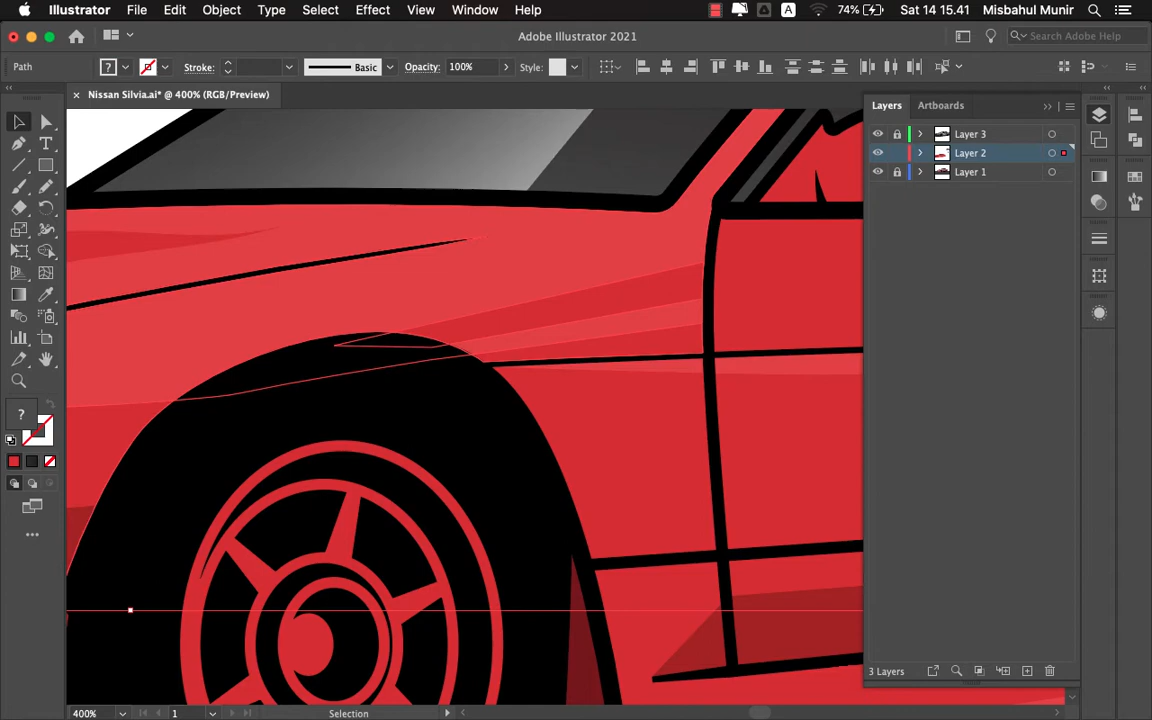 Illustrator File Edit Object Type Select Effect View Window Help A 74% Sat 14 15.41 Misbahul Munir
Adobe Illustrator 2021 Search Adobe Help
Path ? Stroke: Basic Opacity: 100% Style:
× Nissan Silvia.ai* @ 400% (RGB/Preview)
Layers Artboards
Layer 3
Layer 2
Layer 1
?
3 Layers
400% 1 Selection